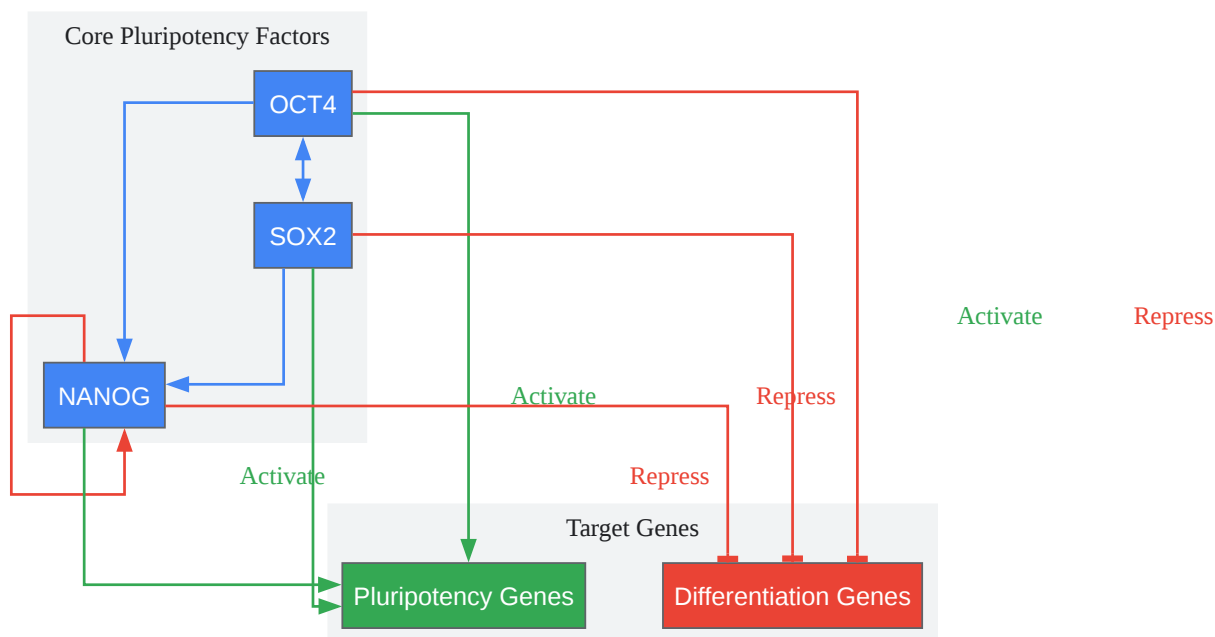 Core Pluripotency Factors
OCT4
SOX2
Activate
Repress
NANOG
Activate
Repress
Activate
Repress
Target Genes
Pluripotency Genes
Differentiation Genes